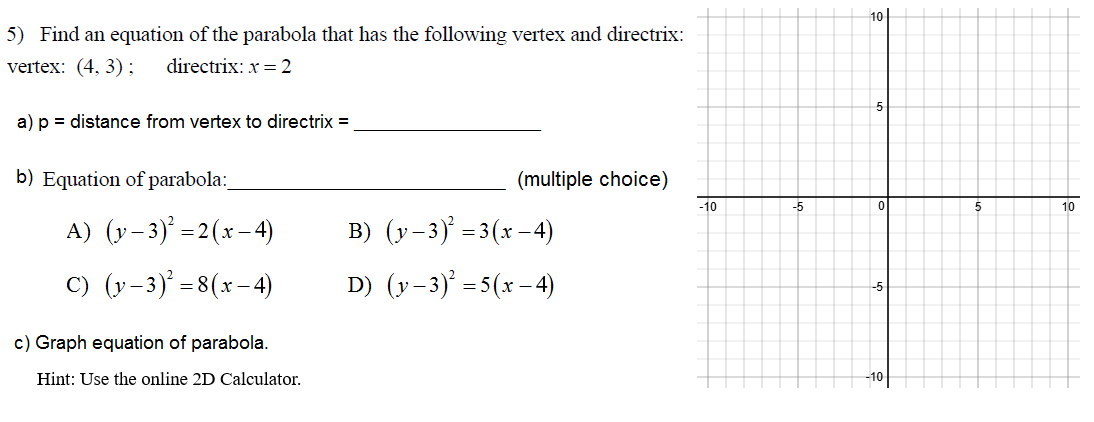 5) Find an equation of the parabola that has the following vertex and directrix:
vertex: (4, 3) ; directrix: x = 2
a) p = distance from vertex to directrix = ____________________
b) Equation of parabola:______________________________ (multiple choice)
A) (y − 3)² = 2(x − 4) B) (y − 3)² = 3(x − 4)
C) (y − 3)² = 8(x − 4) D) (y − 3)² = 5(x − 4)
c) Graph equation of parabola.
Hint: Use the online 2D Calculator.
10
5
-10 -5 0 5 10
-5
-10